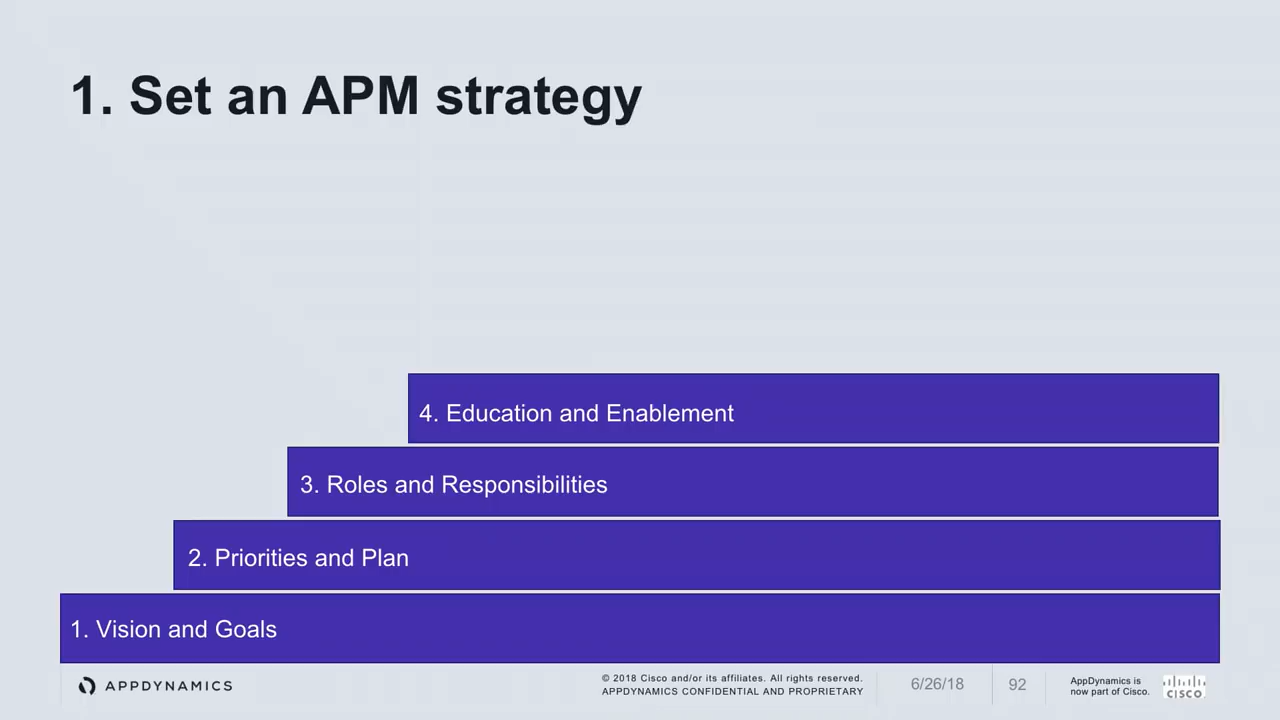 1. Set an APM strategy
4. Education and Enablement
3. Roles and Responsibilities
2. Priorities and Plan
1. Vision and Goals
APPDYNAMICS
© 2018 Cisco and/or its affiliates. All rights reserved.
APPDYNAMICS CONFIDENTIAL AND PROPRIETARY
6/26/18
92
AppDynamics is
now part of Cisco.
CISCO